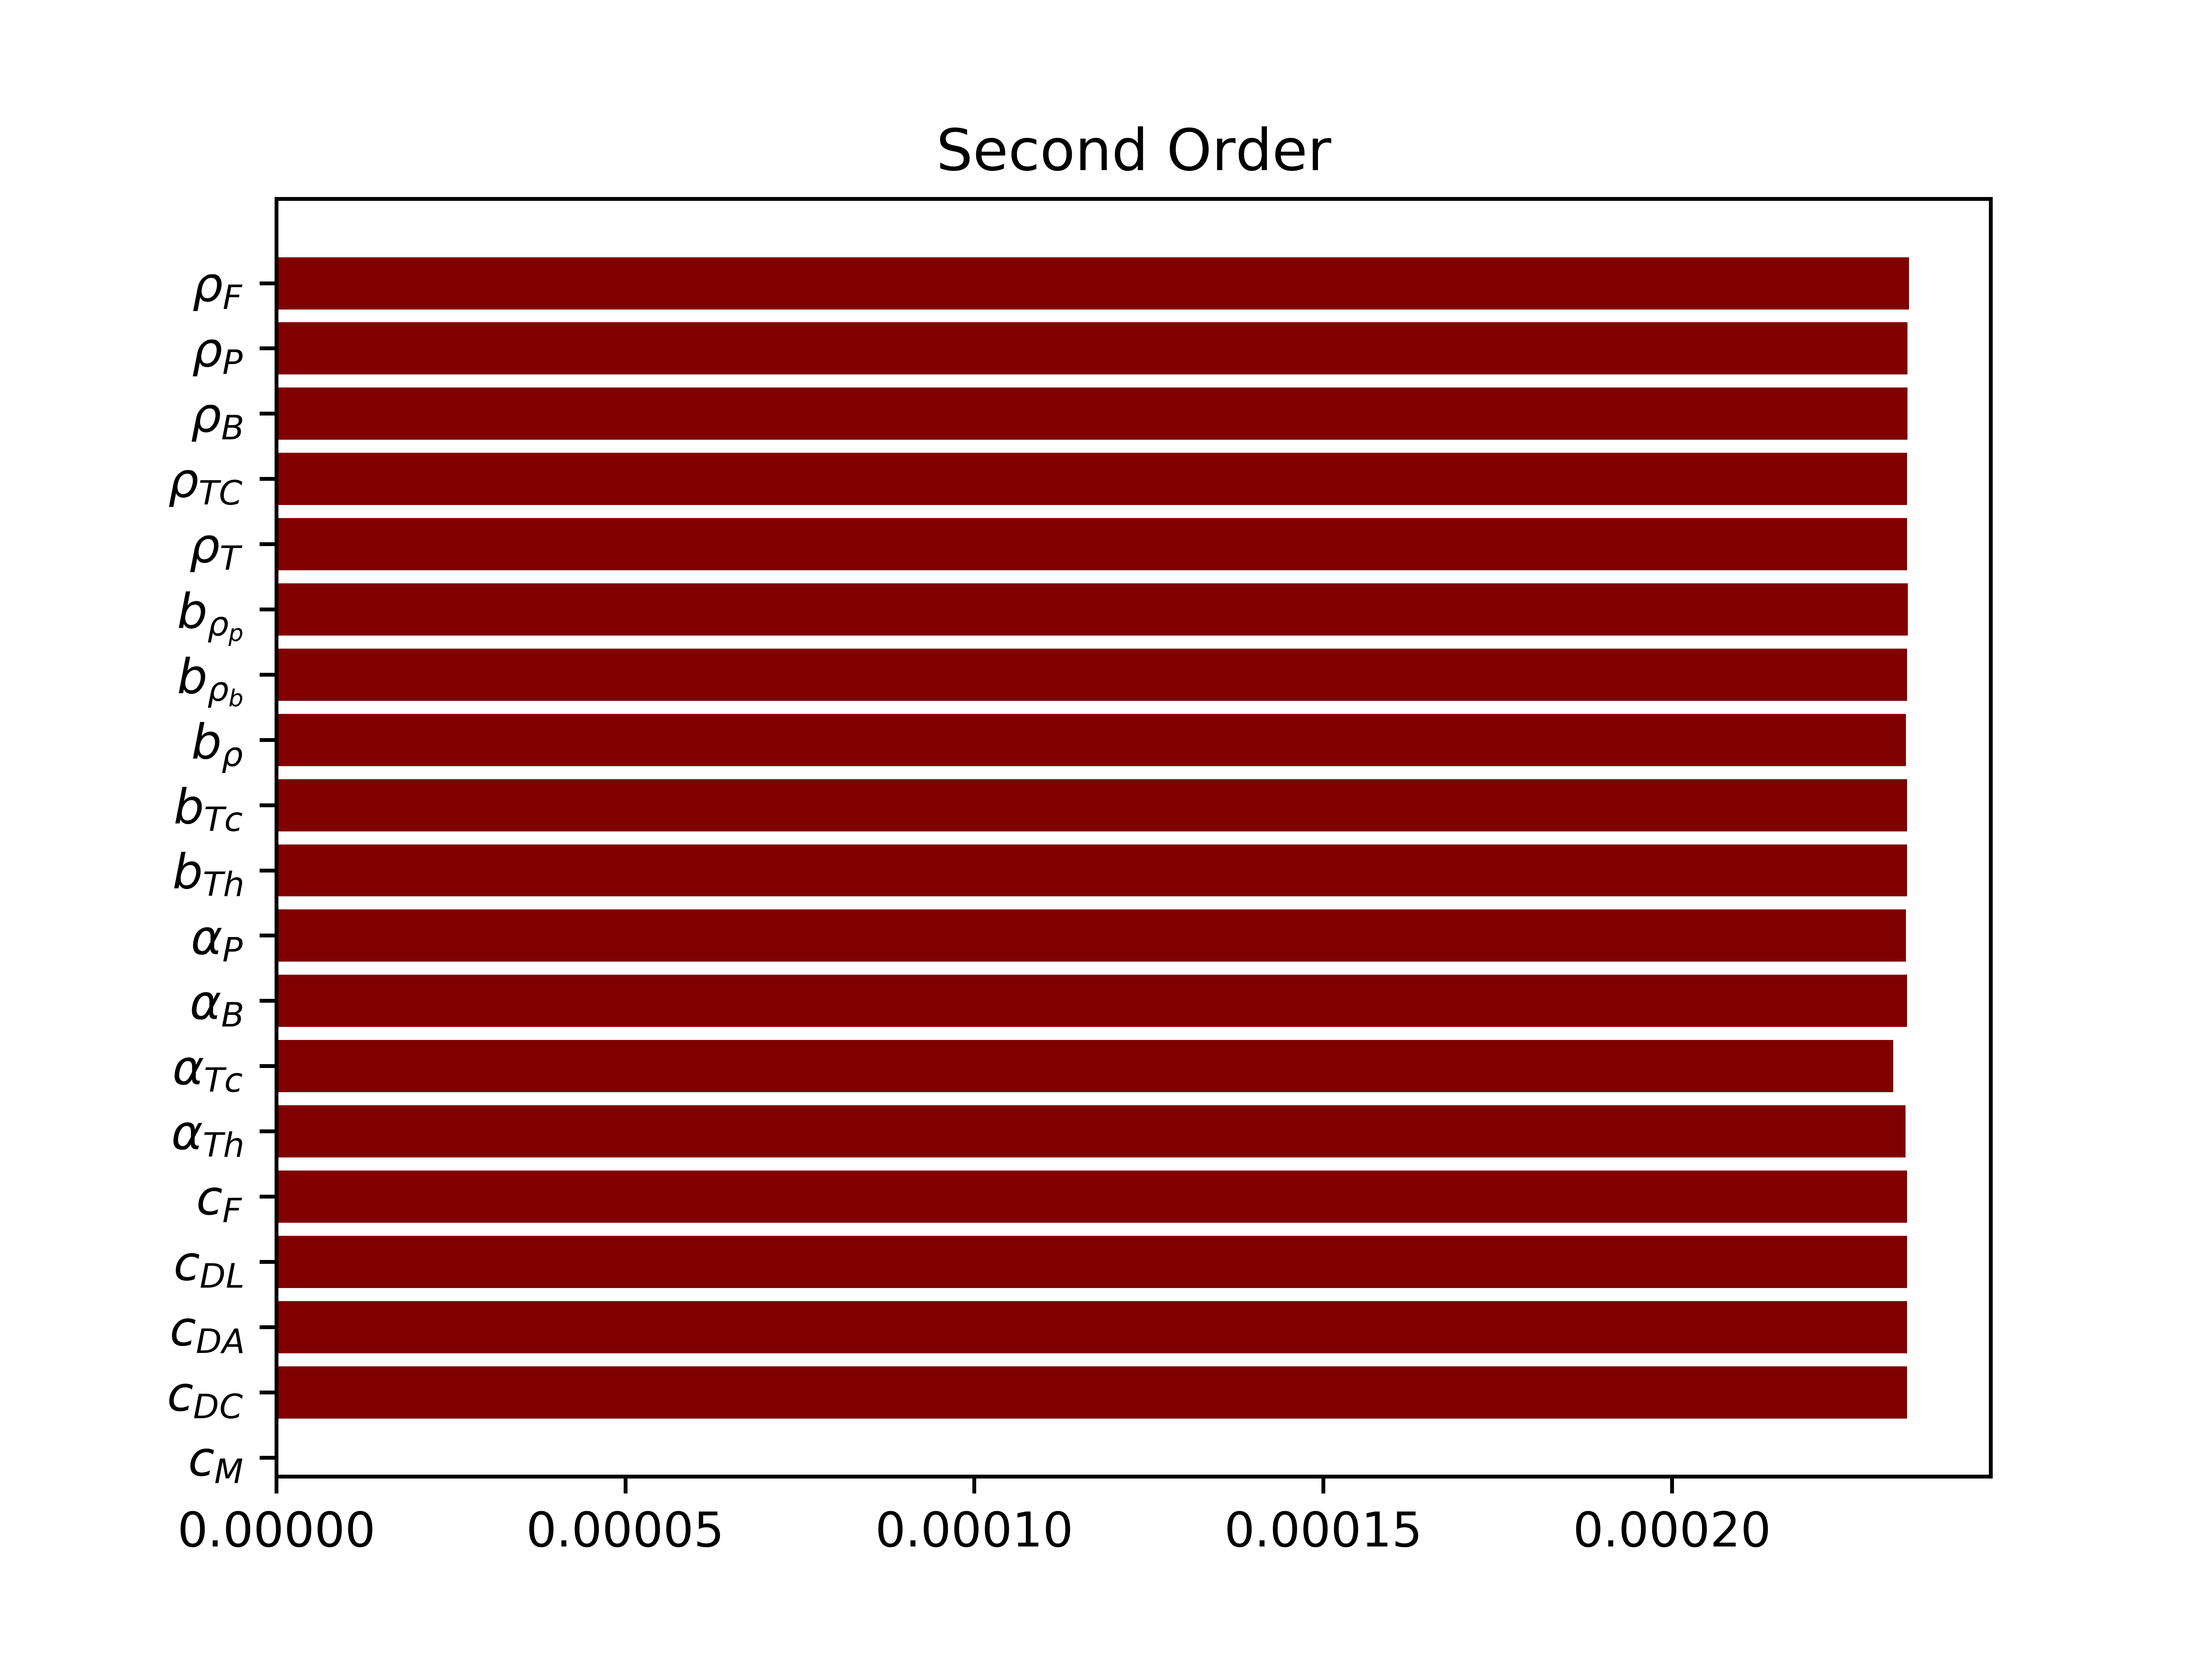 Second Order
ρ_F
ρ_P
ρ_B
ρ_TC
ρ_T
b_ρ_p
b_ρ_b
b_ρ
b_Tc
b_Th
α_P
α_B
α_Tc
α_Th
c_F
c_DL
c_DA
c_DC
c_M
0.00000 0.00005 0.00010 0.00015 0.00020